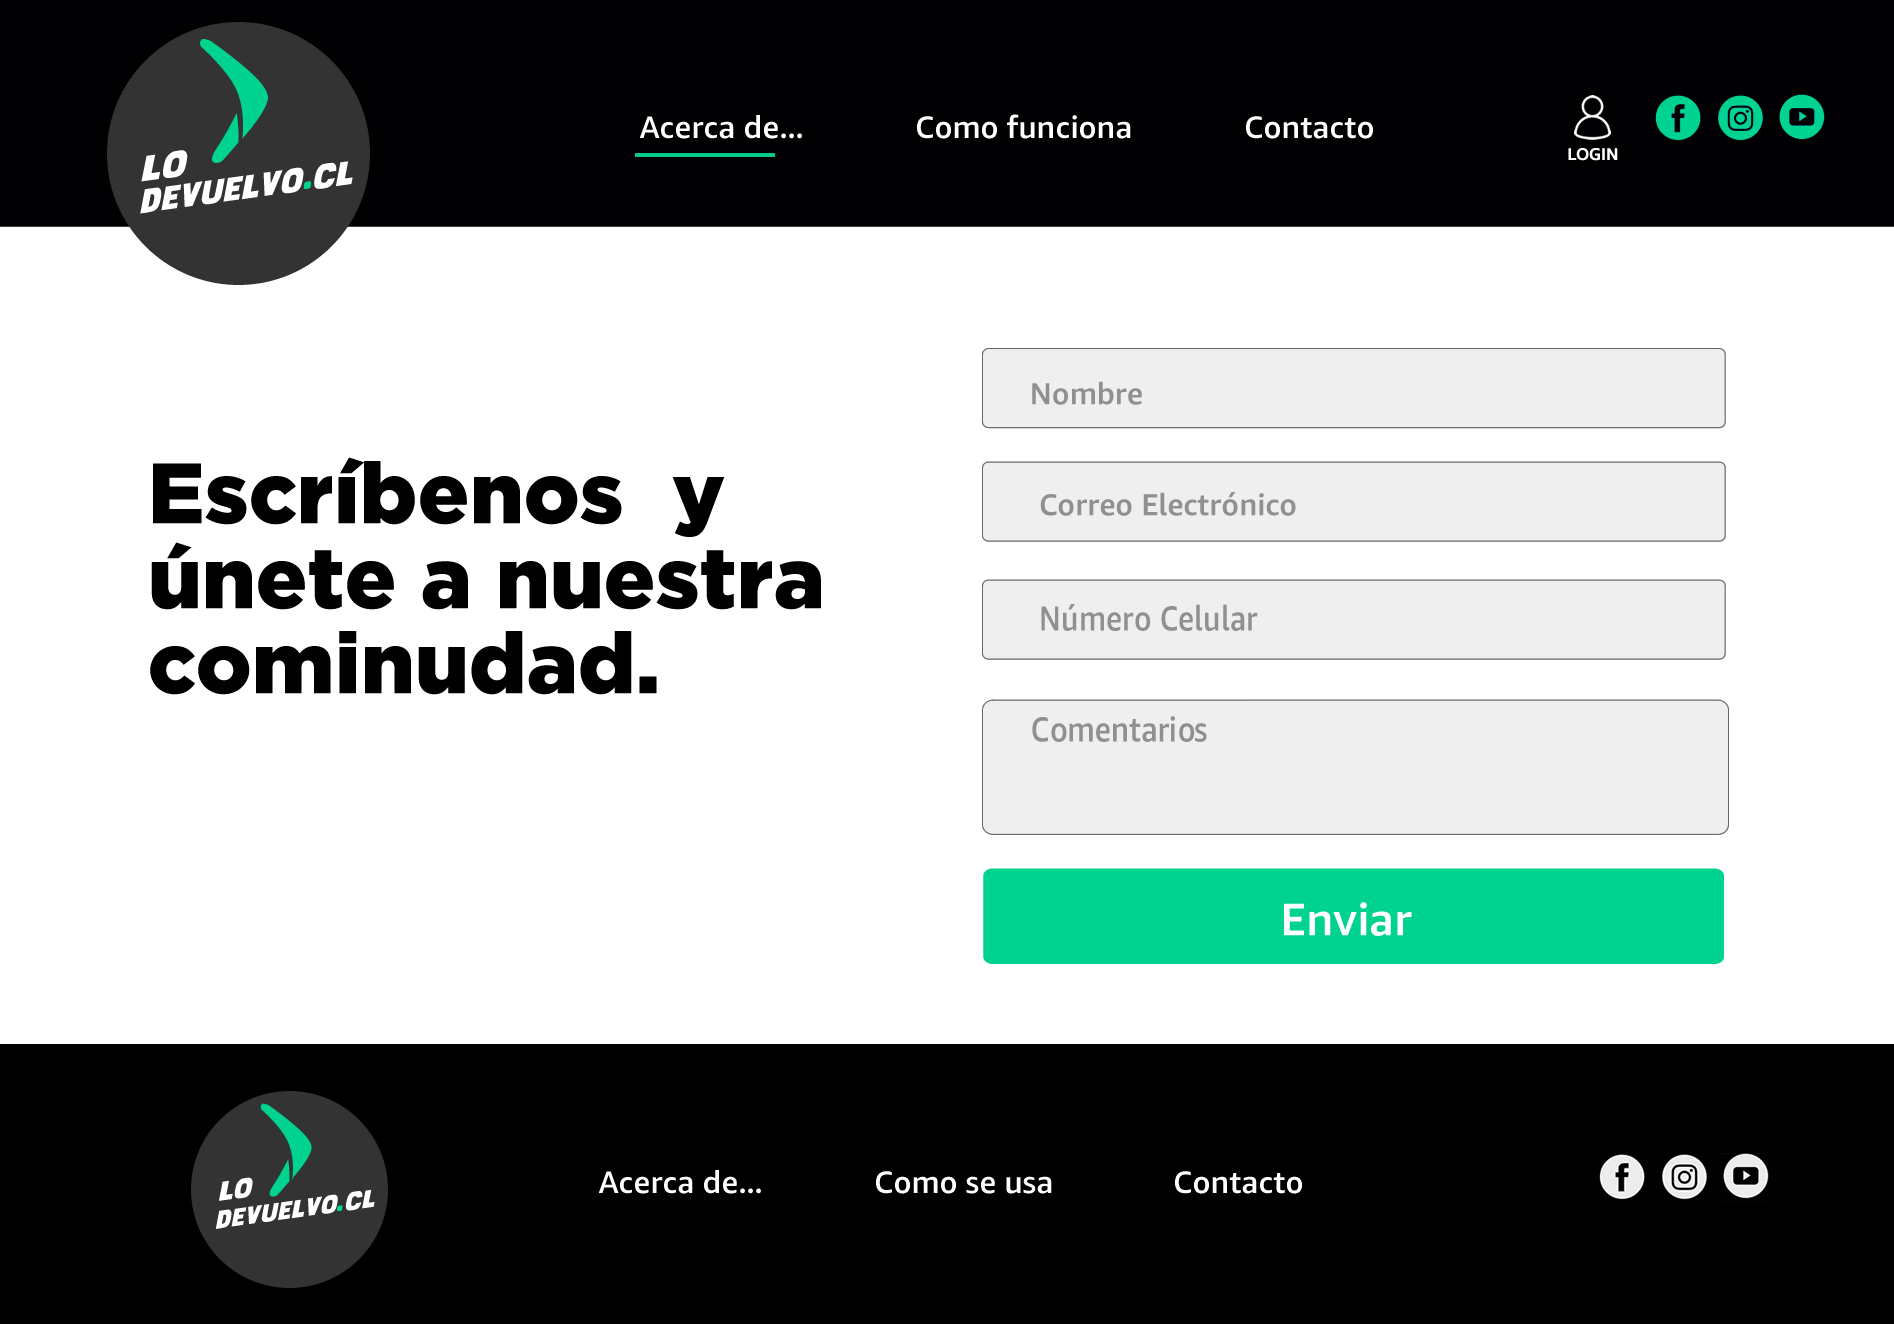 LO
DEVUELVO.CL
Acerca de...
Como funciona
Contacto
LOGIN
Escríbenos y
únete a nuestra
cominudad.
Nombre
Correo Electrónico
Número Celular
Comentarios
Enviar
LO
DEVUELVO.CL
Acerca de...
Como se usa
Contacto